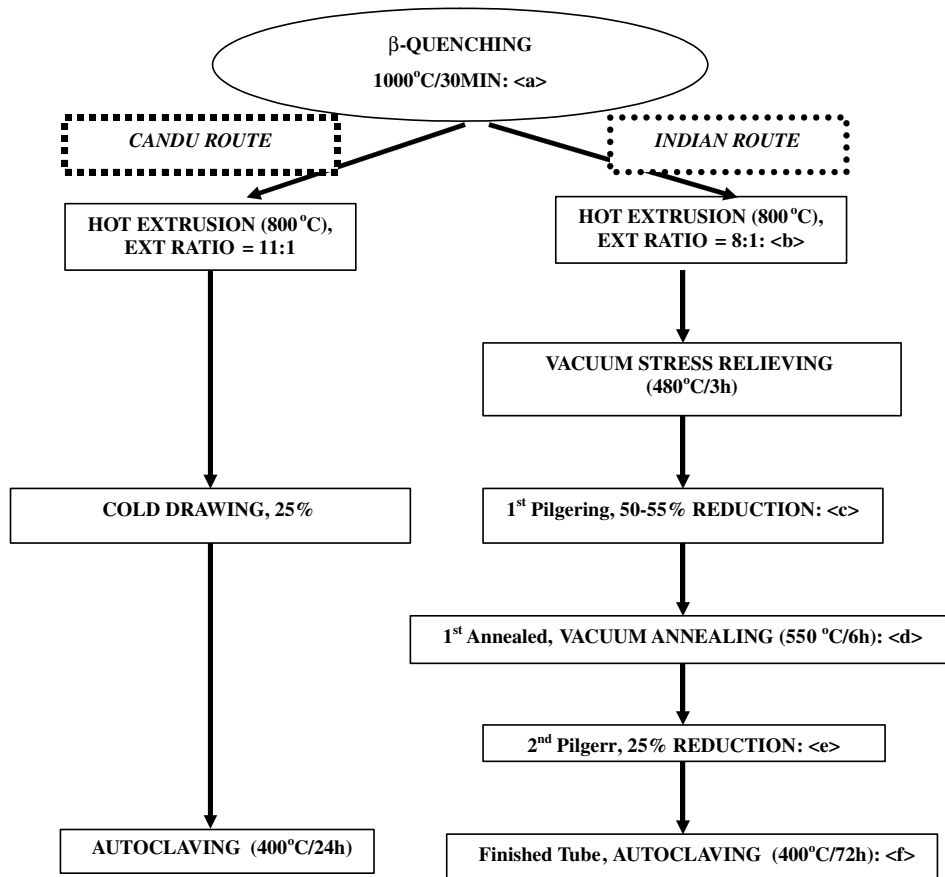 β-QUENCHING
1000°C/30MIN: <a>
CANDU ROUTE
INDIAN ROUTE
HOT EXTRUSION (800°C),
EXT RATIO = 11:1
HOT EXTRUSION (800°C),
EXT RATIO = 8:1: <b>
VACUUM STRESS RELIEVING
(480°C/3h)
COLD DRAWING, 25%
1st Pilgering, 50-55% REDUCTION: <c>
1st Annealed, VACUUM ANNEALING (550 °C/6h): <d>
2nd Pilgerr, 25% REDUCTION: <e>
AUTOCLAVING (400°C/24h)
Finished Tube, AUTOCLAVING (400°C/72h): <f>